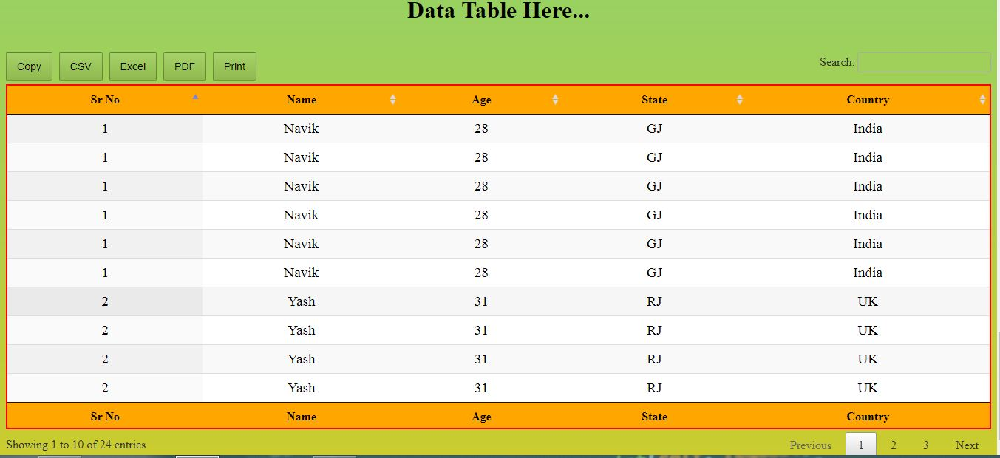 Data Table Here...
Copy CSV Excel PDF Print Search:
Sr No Name Age State Country
1 Navik 28 GJ India
1 Navik 28 GJ India
1 Navik 28 GJ India
1 Navik 28 GJ India
1 Navik 28 GJ India
1 Navik 28 GJ India
2 Yash 31 RJ UK
2 Yash 31 RJ UK
2 Yash 31 RJ UK
2 Yash 31 RJ UK
Sr No Name Age State Country
Showing 1 to 10 of 24 entries Previous 1 2 3 Next